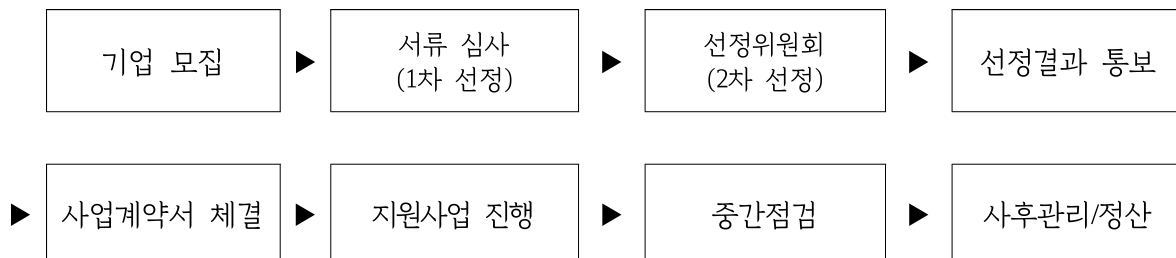 기업 모집
▶
서류 심사
(1차 선정)
▶
선정위원회
(2차 선정)
▶
선정결과 통보
▶
사업계약서 체결
▶
지원사업 진행
▶
중간점검
▶
사후관리/정산